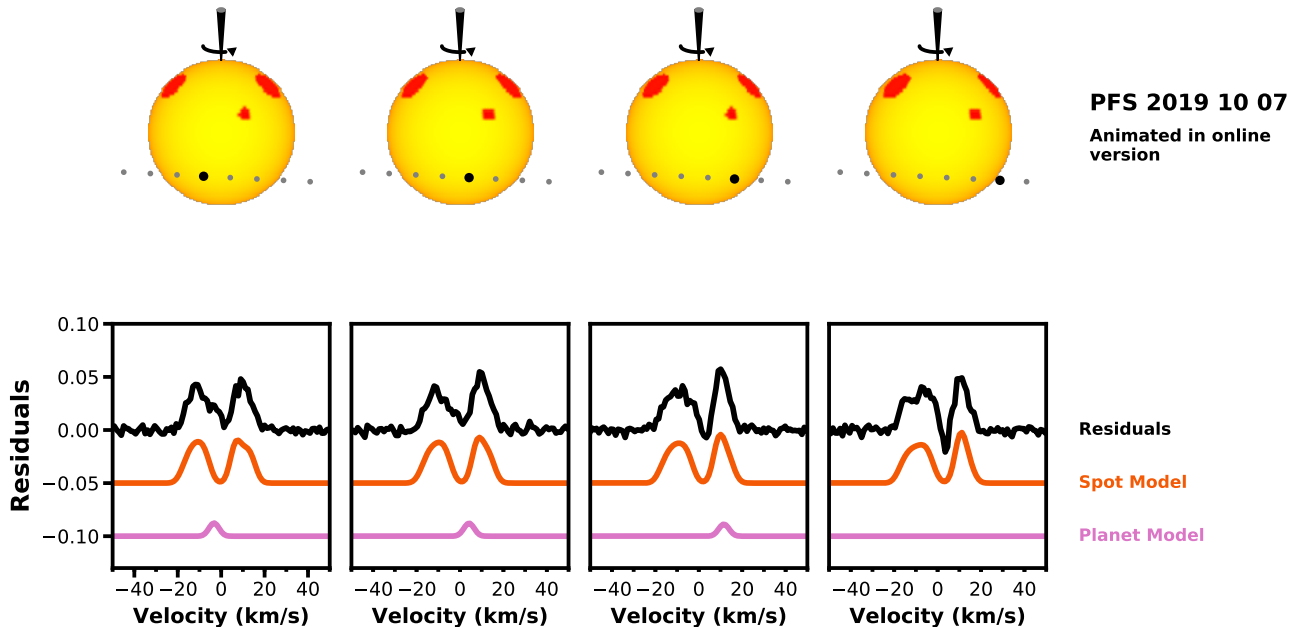 PFS 2019 10 07
Animated in online
version
Residuals
0.10
0.05
0.00
−0.05
−0.10
Residuals
Spot Model
Planet Model
−40 −20 0 20 40
−40 −20 0 20 40
−40 −20 0 20 40
−40 −20 0 20 40
Velocity (km/s)
Velocity (km/s)
Velocity (km/s)
Velocity (km/s)